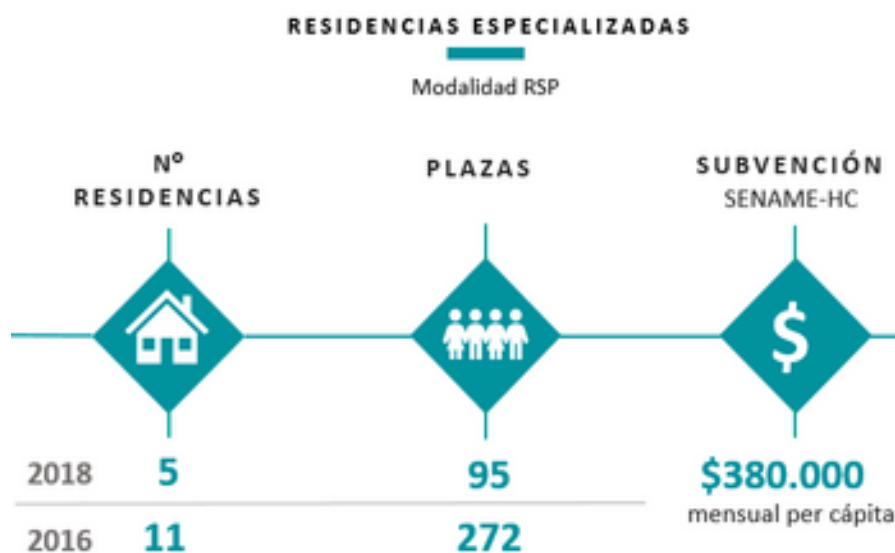 RESIDENCIAS ESPECIALIZADAS
Modalidad RSP
Nº
RESIDENCIAS
PLAZAS
SUBVENCIÓN
SENAME-HC
$
2018 5 95 $380.000
mensual per cápita
2016 11 272